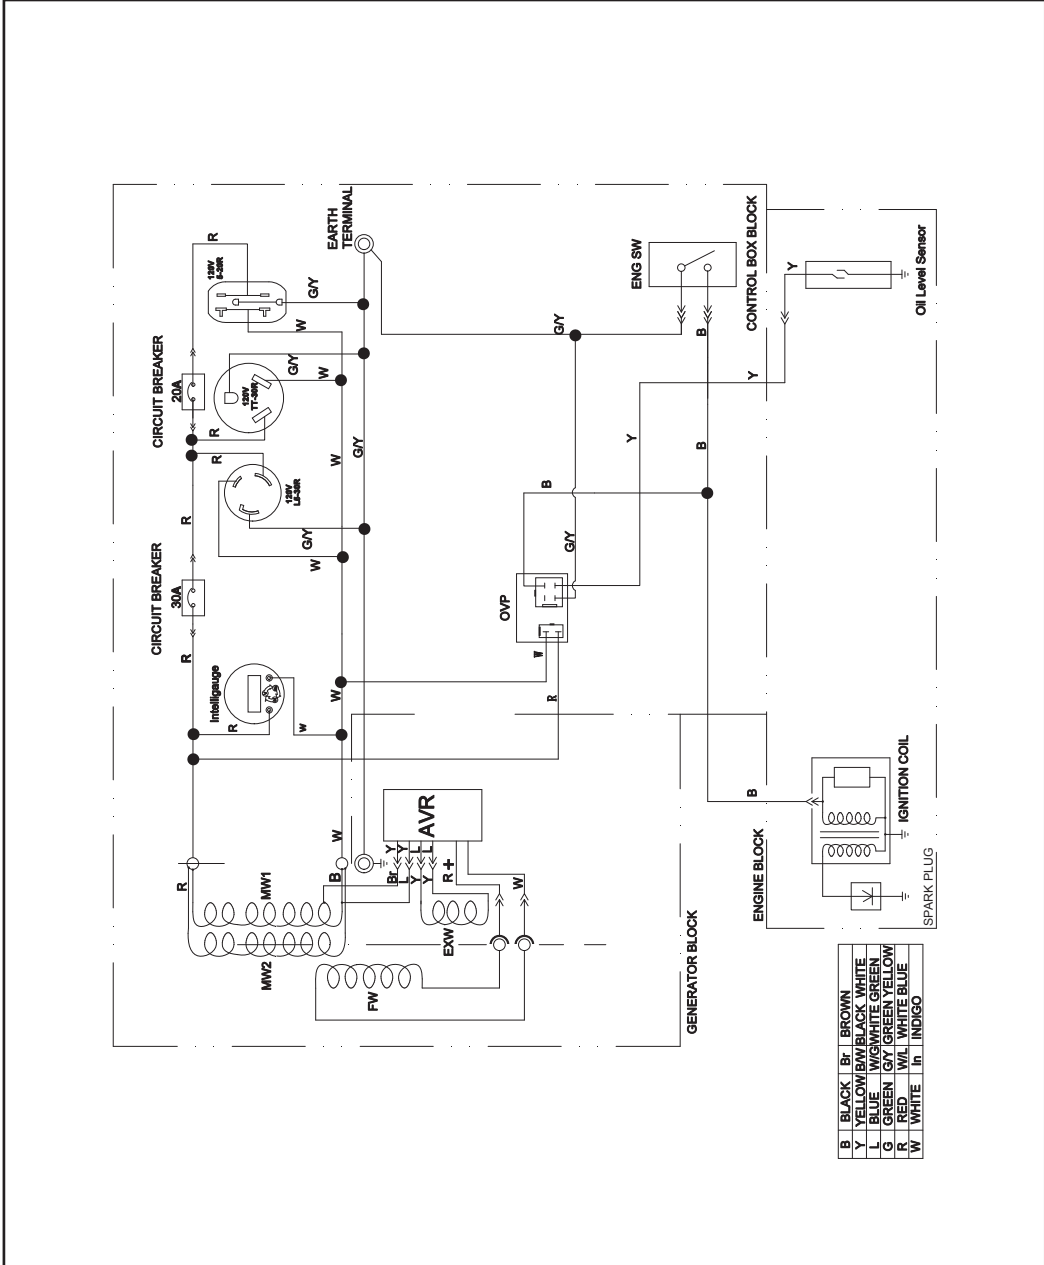 CIRCUIT BREAKER
30A
CIRCUIT BREAKER
20A
R
R
R
R
R
R
Intelligauge
R
w
120V
L5-30R
G/Y
W
120V
TT-30R
G/Y
W
120V
5-20R
G/Y
W
EARTH
TERMINAL
W
W
W
G/Y
ENG SW
CONTROL BOX BLOCK
G/Y
B
B
B
Y
Y
Y
Oil Level Sensor
OVP
G/Y
W
R
AVR
Y
Y
L
L
Br
L
Y
Y
R
+
W
R
MW1
MW2
B
W
EXW
FW
GENERATOR BLOCK
B
ENGINE BLOCK
IGNITION COIL
SPARK PLUG
B BLACK Br BROWN
Y YELLOW B/W BLACK WHITE
L BLUE W/G WHITE GREEN
G GREEN G/Y GREEN YELLOW
R RED W/L WHITE BLUE
W WHITE In INDIGO